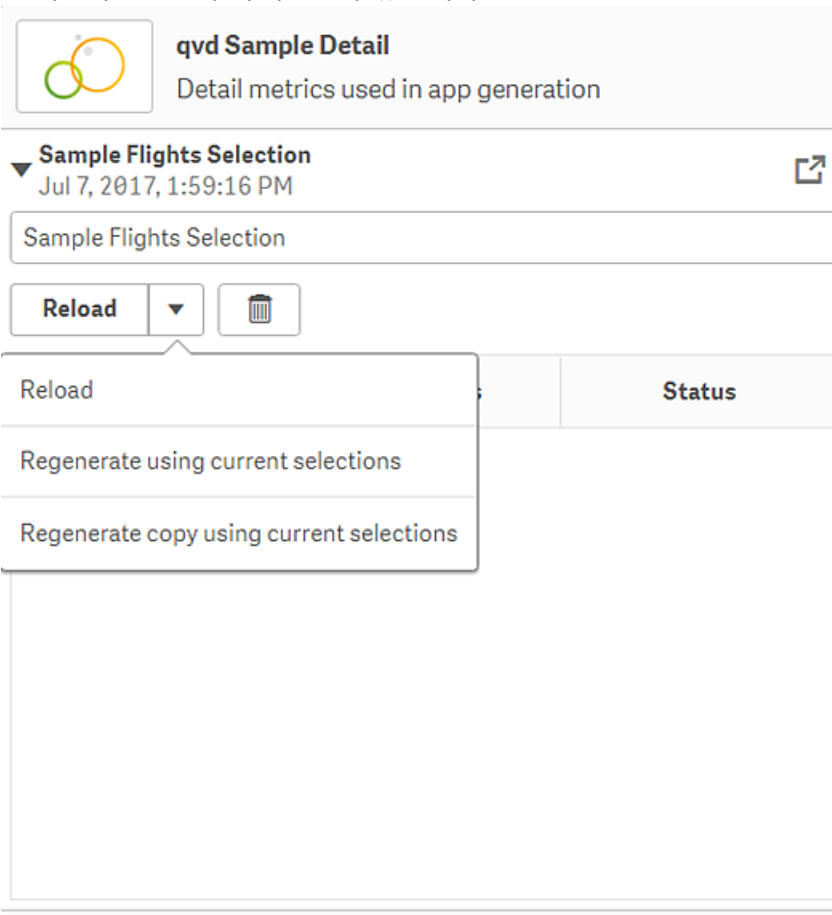 qvd Sample Detail
Detail metrics used in app generation
Sample Flights Selection
Jul 7, 2017, 1:59:16 PM
Sample Flights Selection
Reload
Reload
Status
Regenerate using current selections
Regenerate copy using current selections